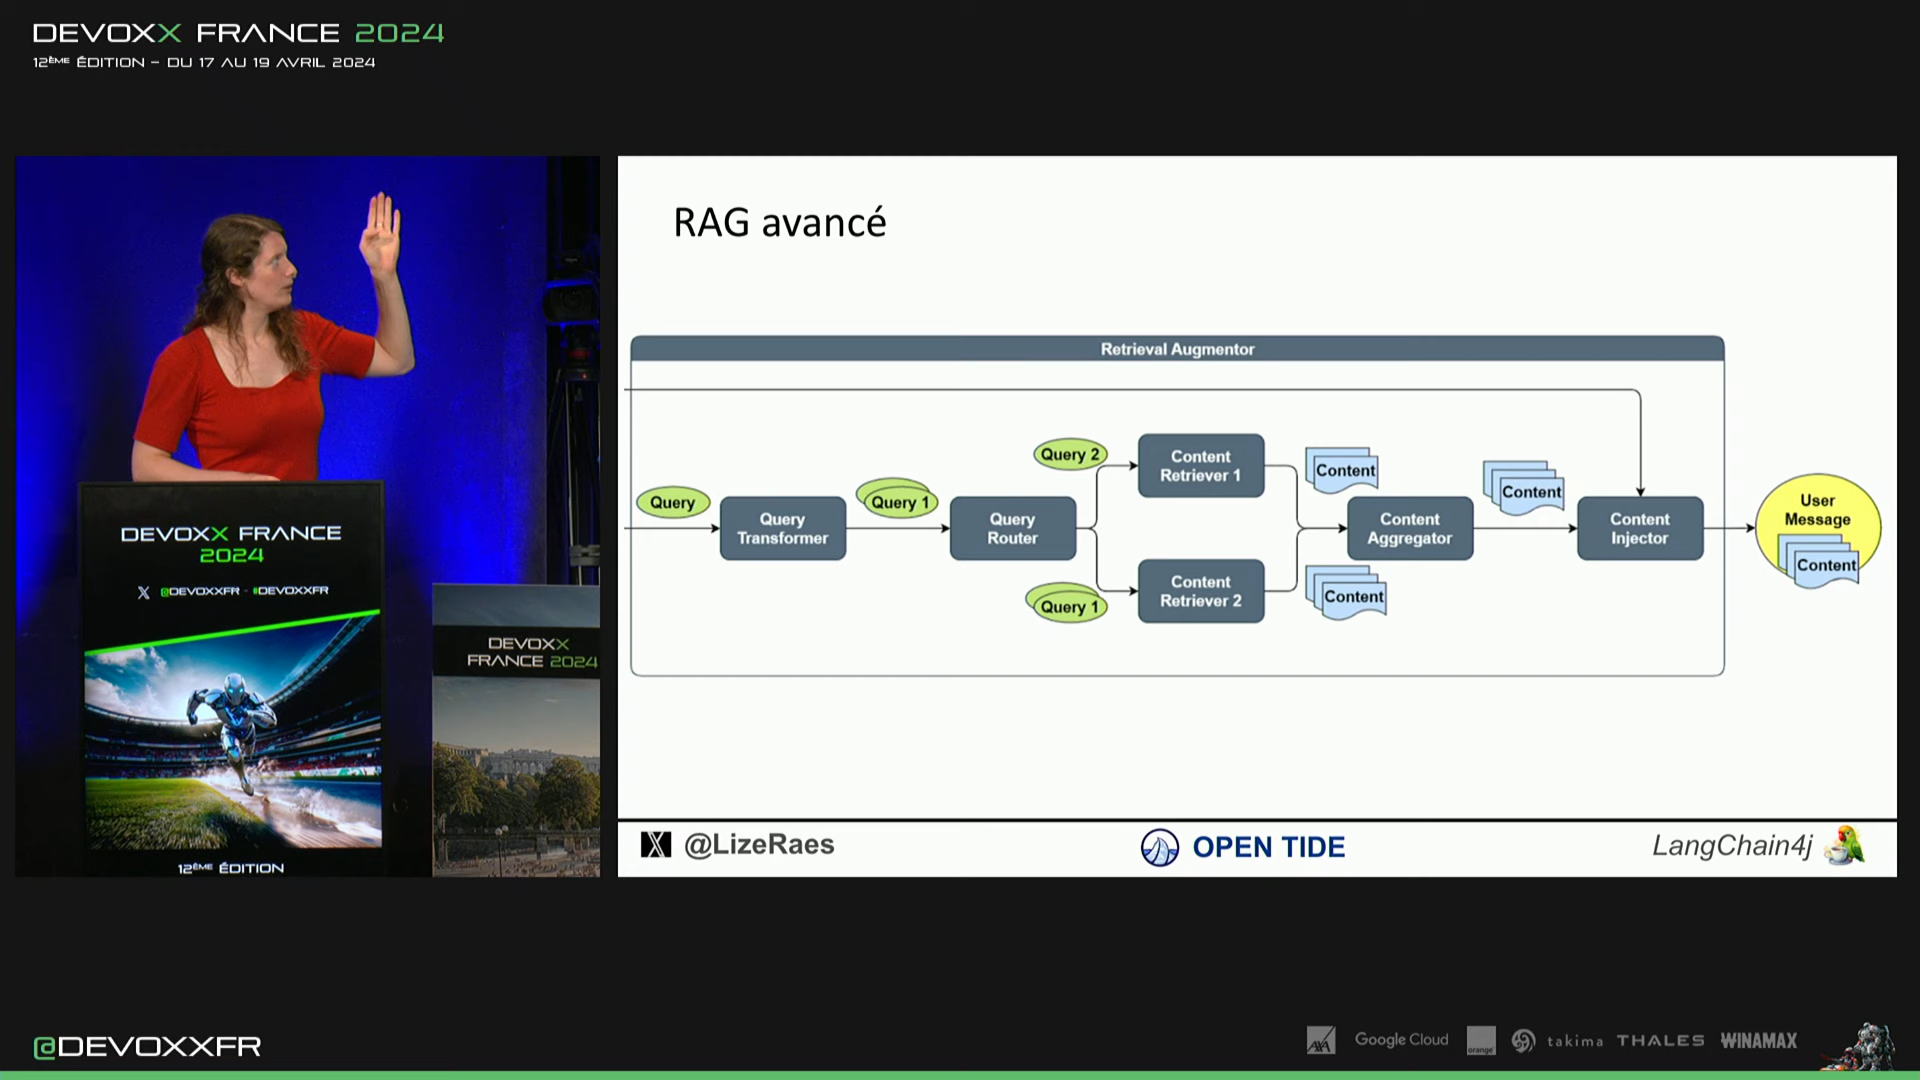 DEVOXX FRANCE 2024
12ÈME ÉDITION - DU 17 AU 19 AVRIL 2024
DEVOXX FRANCE
2024
X @DEVOXXFR - #DEVOXXFR
12ÈME ÉDITION
DEVOXX
FRANCE 2024
RAG avancé
Retrieval Augmentor
Query
Query
Transformer
Query 1
Query
Router
Query 2
Content
Retriever 1
Content
Query 1
Content
Retriever 2
Content
Content
Aggregator
Content
Content
Injector
User
Message
Content
X @LizeRaes
OPEN TIDE
LangChain4j
@DEVOXXFR
AXA
Google Cloud
orange
takima
THALES
WINAMAX